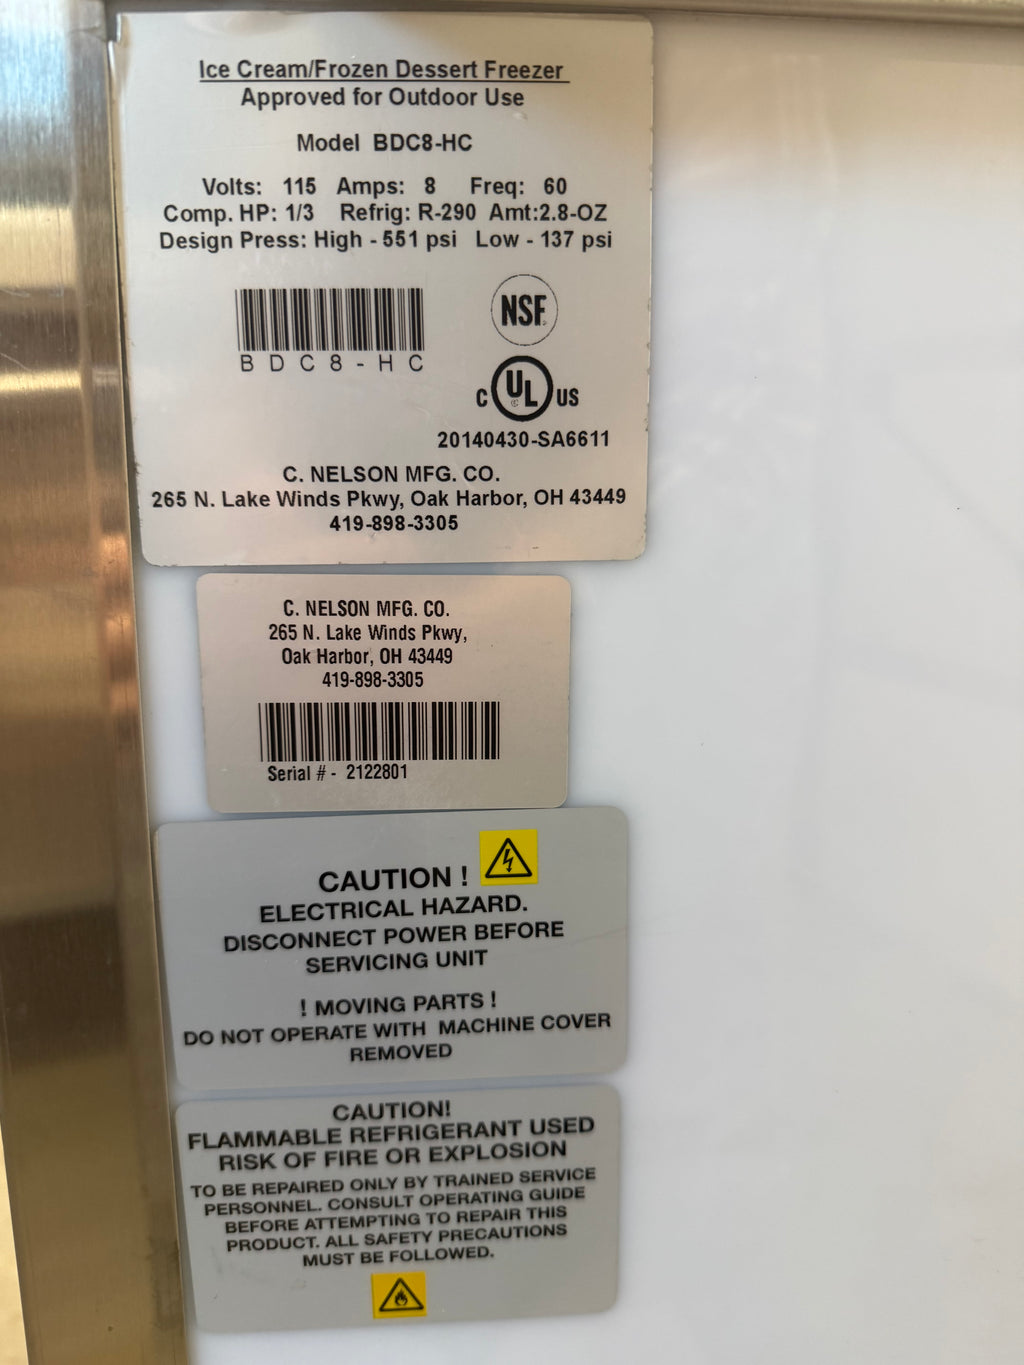 Ice Cream/Frozen Dessert Freezer
Approved for Outdoor Use
Model BDC8-HC
Volts: 115 Amps: 8 Freq: 60
Comp. HP: 1/3 Refrig: R-290 Amt:2.8-OZ
Design Press: High - 551 psi Low - 137 psi
BDC8-HC
NSF
C UL US
20140430-SA6611
C. NELSON MFG. CO.
265 N. Lake Winds Pkwy, Oak Harbor, OH 43449
419-898-3305
C. NELSON MFG. CO.
265 N. Lake Winds Pkwy,
Oak Harbor, OH 43449
419-898-3305
Serial # - 2122801
CAUTION !
ELECTRICAL HAZARD.
DISCONNECT POWER BEFORE
SERVICING UNIT
! MOVING PARTS !
DO NOT OPERATE WITH MACHINE COVER
REMOVED
CAUTION!
FLAMMABLE REFRIGERANT USED
RISK OF FIRE OR EXPLOSION
TO BE REPAIRED ONLY BY TRAINED SERVICE
PERSONNEL. CONSULT OPERATING GUIDE
BEFORE ATTEMPTING TO REPAIR THIS
PRODUCT. ALL SAFETY PRECAUTIONS
MUST BE FOLLOWED.